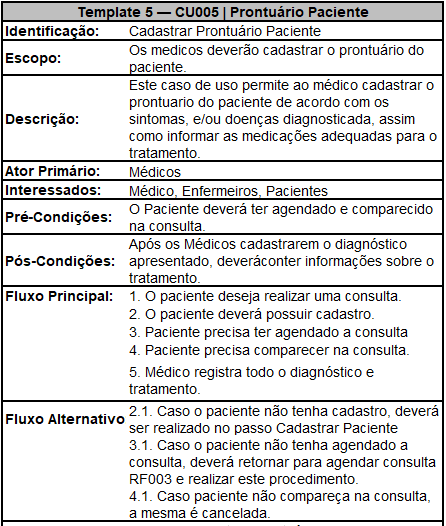 Template 5 — CU005 | Prontuário Paciente
Identificação: Cadastrar Prontuário Paciente
Escopo: Os medicos deverão cadastrar o prontuário do
paciente.
Descrição: Este caso de uso permite ao médico cadastrar o
prontuario do paciente de acordo com os
sintomas, e/ou doenças diagnosticada, assim
como informar as medicações adequadas para o
tratamento.
Ator Primário: Médicos
Interessados: Médico, Enfermeiros, Pacientes
Pré-Condições: O Paciente deverá ter agendado e comparecido
na consulta.
Pós-Condições: Após os Médicos cadastrarem o diagnóstico
apresentado, deveráconter informações sobre o
tratamento.
Fluxo Principal: 1. O paciente deseja realizar uma consulta.
2. O paciente deverá possuir cadastro.
3. Paciente precisa ter agendado a consulta
4. Paciente precisa comparecer na consulta.
5. Médico registra todo o diagnóstico e
tratamento.
Fluxo Alternativo 2.1. Caso o paciente não tenha cadastro, deverá
ser realizado no passo Cadastrar Paciente
3.1. Caso o paciente não tenha agendado a
consulta, deverá retornar para agendar consulta
RF003 e realizar este procedimento.
4.1. Caso paciente não compareça na consulta,
a mesma é cancelada.